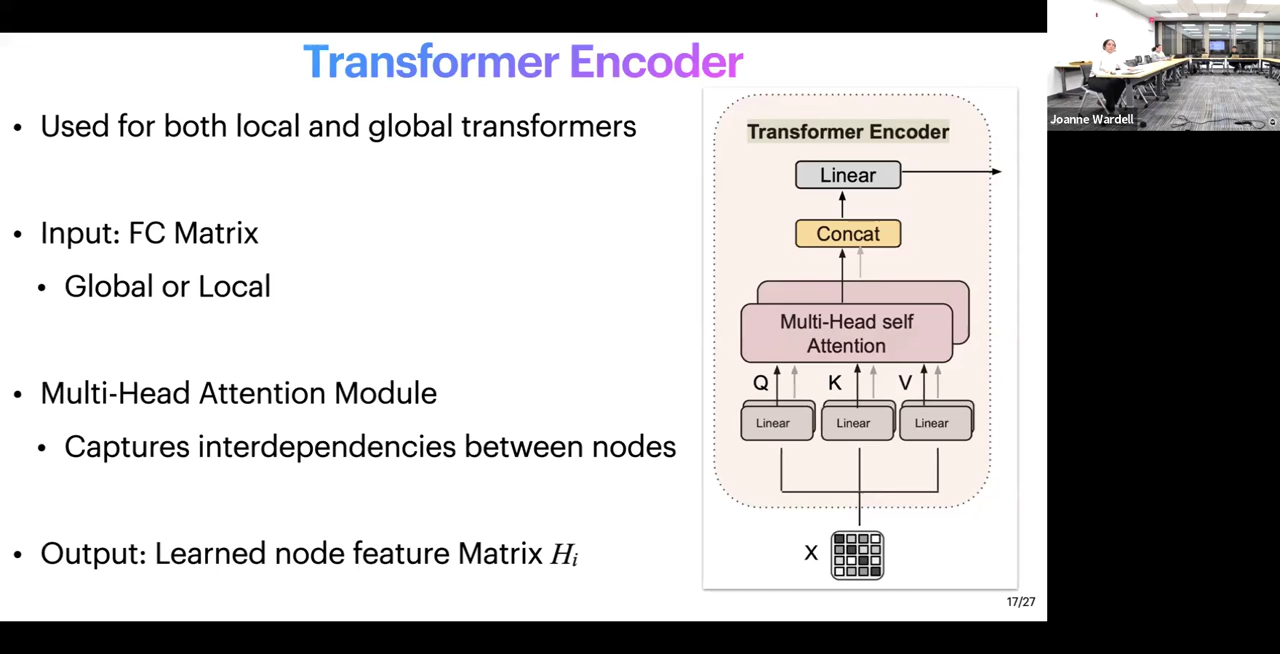 Transformer Encoder
• Used for both local and global transformers
• Input: FC Matrix
• Global or Local
• Multi-Head Attention Module
• Captures interdependencies between nodes
• Output: Learned node feature Matrix Hᵢ
Transformer Encoder
Linear
Concat
Multi-Head self
Attention
Q K V
Linear Linear Linear
X
17/27
Joanne Wardell